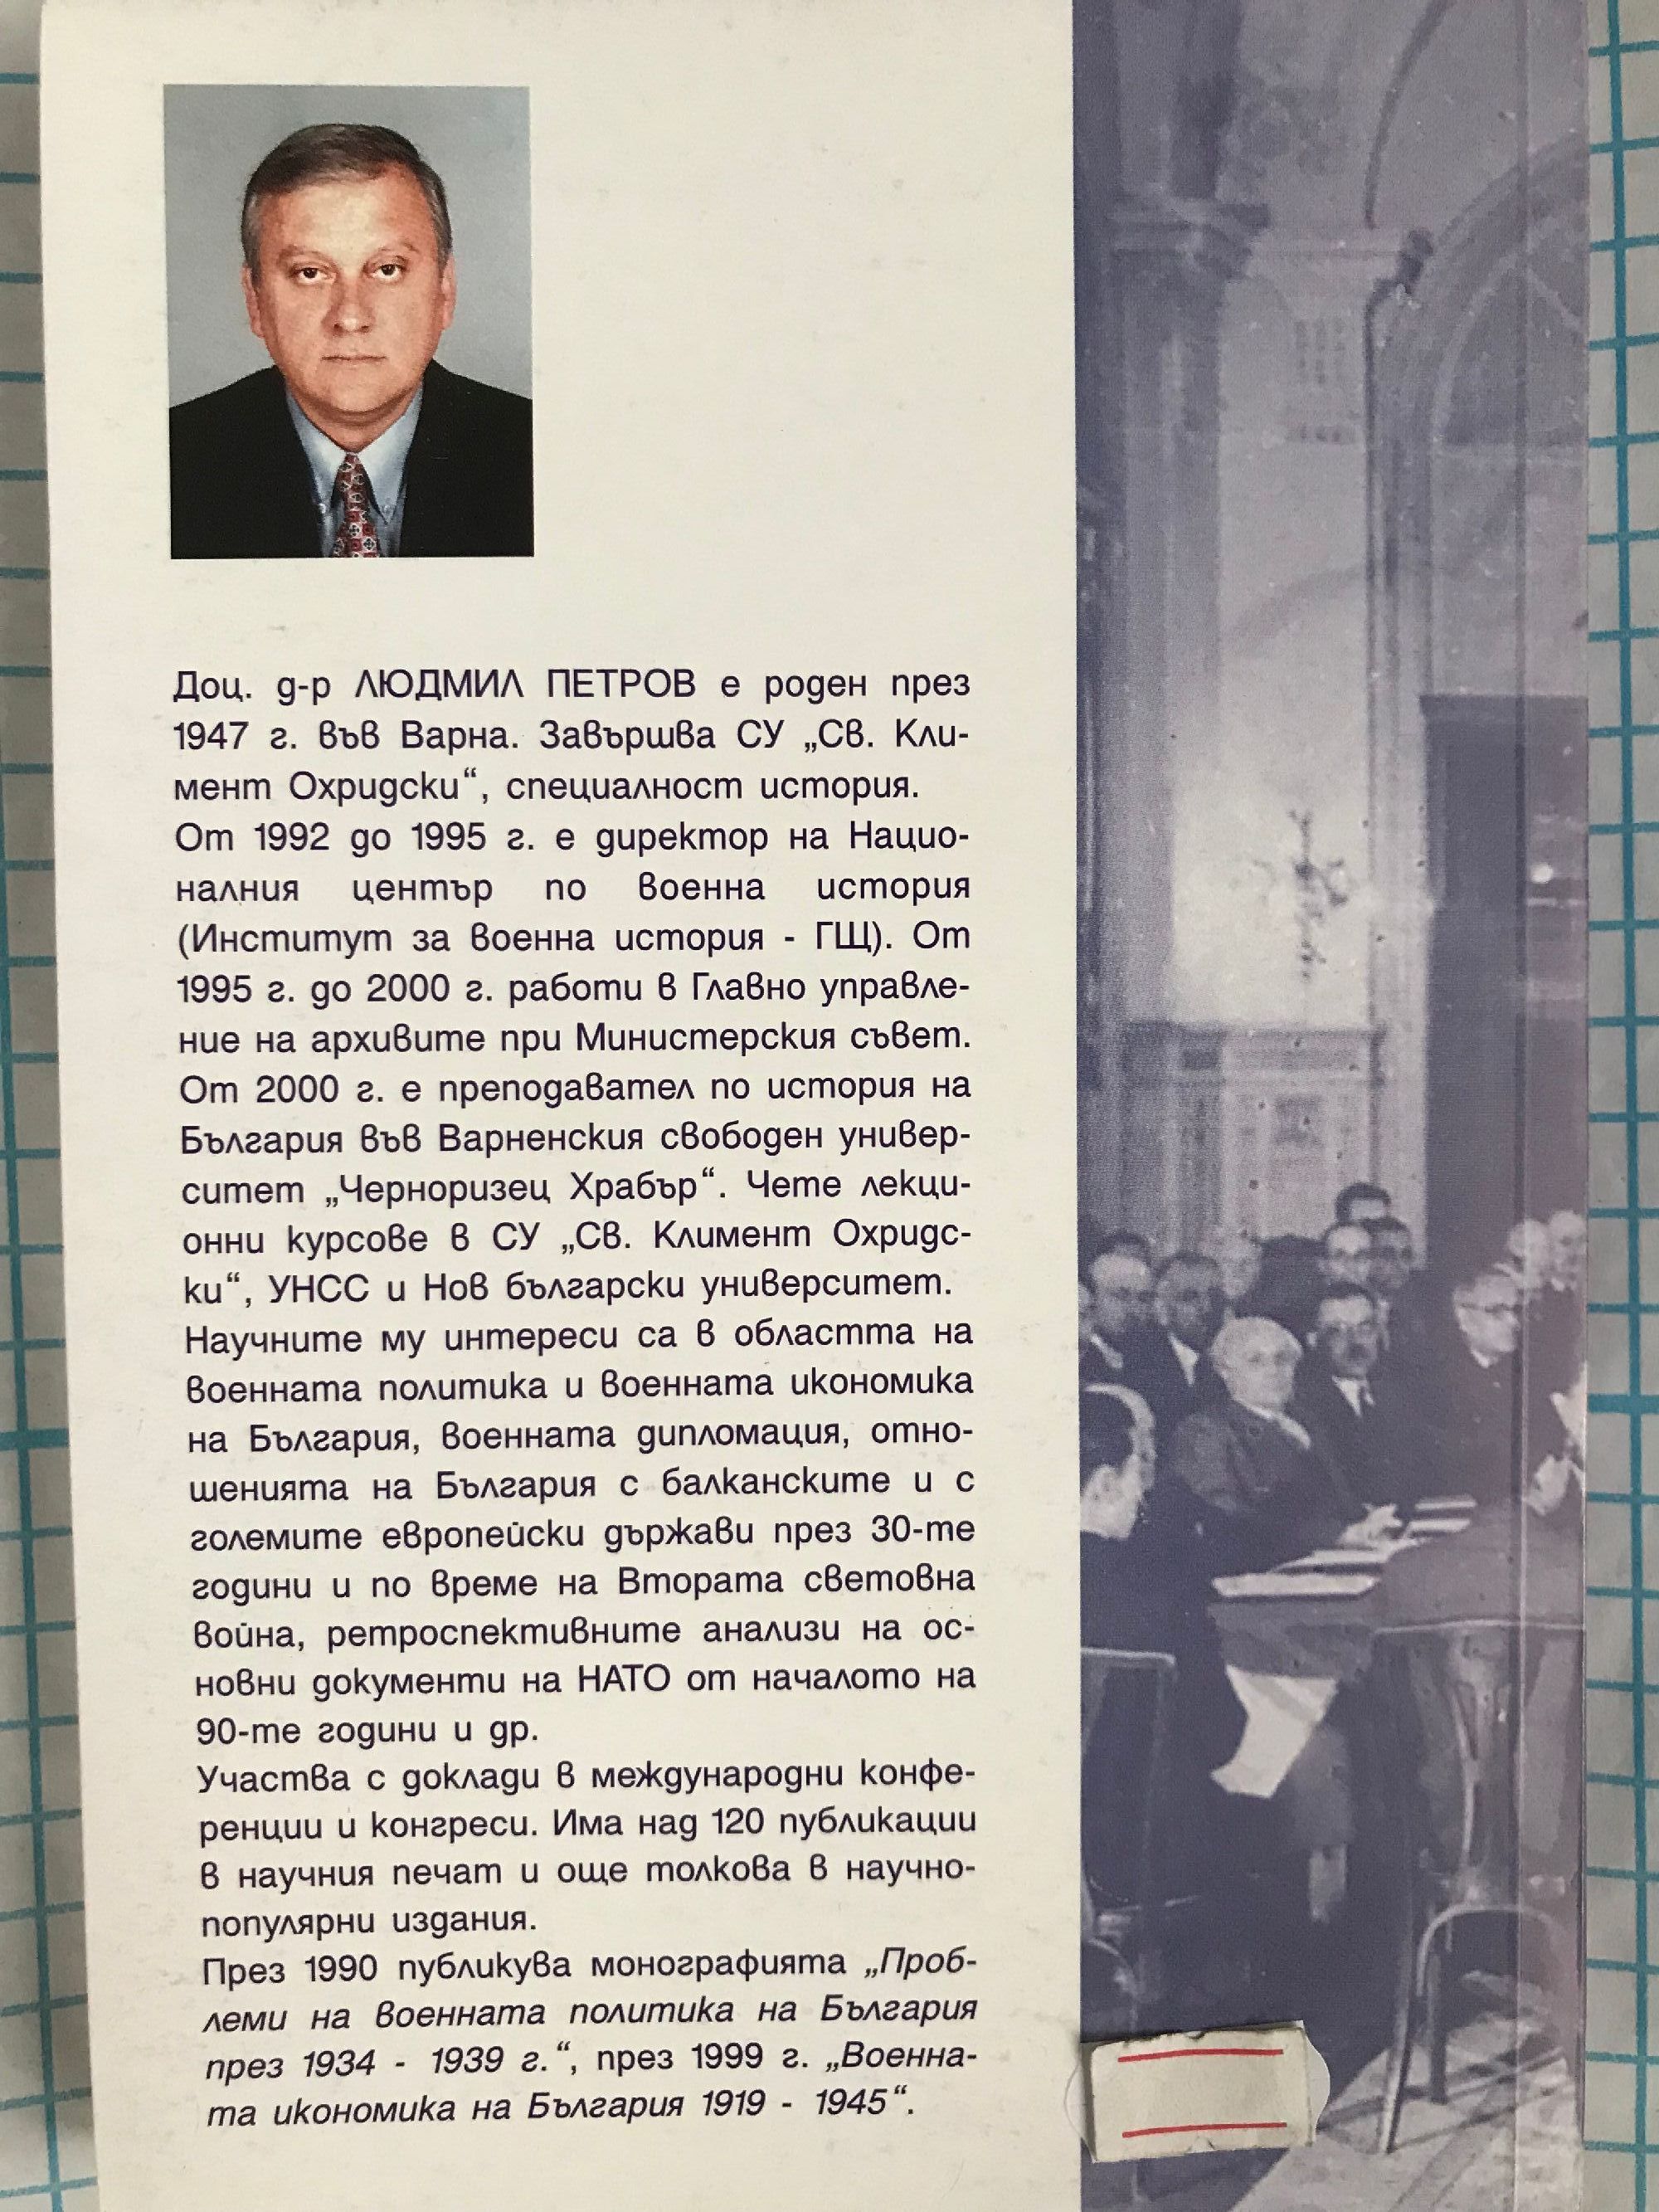 Доц. д-р ЛЮДМИЛ ПЕТРОВ е роден през
1947 г. във Варна. Завършва СУ „Св. Кли-
мент Охридски“, специалност история.
От 1992 до 1995 г. е директор на Нацио-
налния център по военна история
(Институт за военна история - ГЩ). От
1995 г. до 2000 г. работи в Главно управле-
ние на архивите при Министерския съвет.
От 2000 г. е преподавател по история на
България във Варненския свободен универ-
ситет „Черноризец Храбър“. Чете лекци-
онни курсове в СУ „Св. Климент Охридс-
ки“, УНСС и Нов български университет.
Научните му интереси са в областта на
военната политика и военната икономика
на България, военната дипломация, отно-
шенията на България с балканските и с
големите европейски държави през 30-те
години и по време на Втората световна
война, ретроспективните анализи на ос-
новни документи на НАТО от началото на
90-те години и др.
Участва с доклади в международни конфе-
ренции и конгреси. Има над 120 публикации
в научния печат и още толкова в научно-
популярни издания.
През 1990 публикува монографията „Проб-
леми на военната политика на България
през 1934 - 1939 г.“, през 1999 г. „Военна-
та икономика на България 1919 - 1945“.